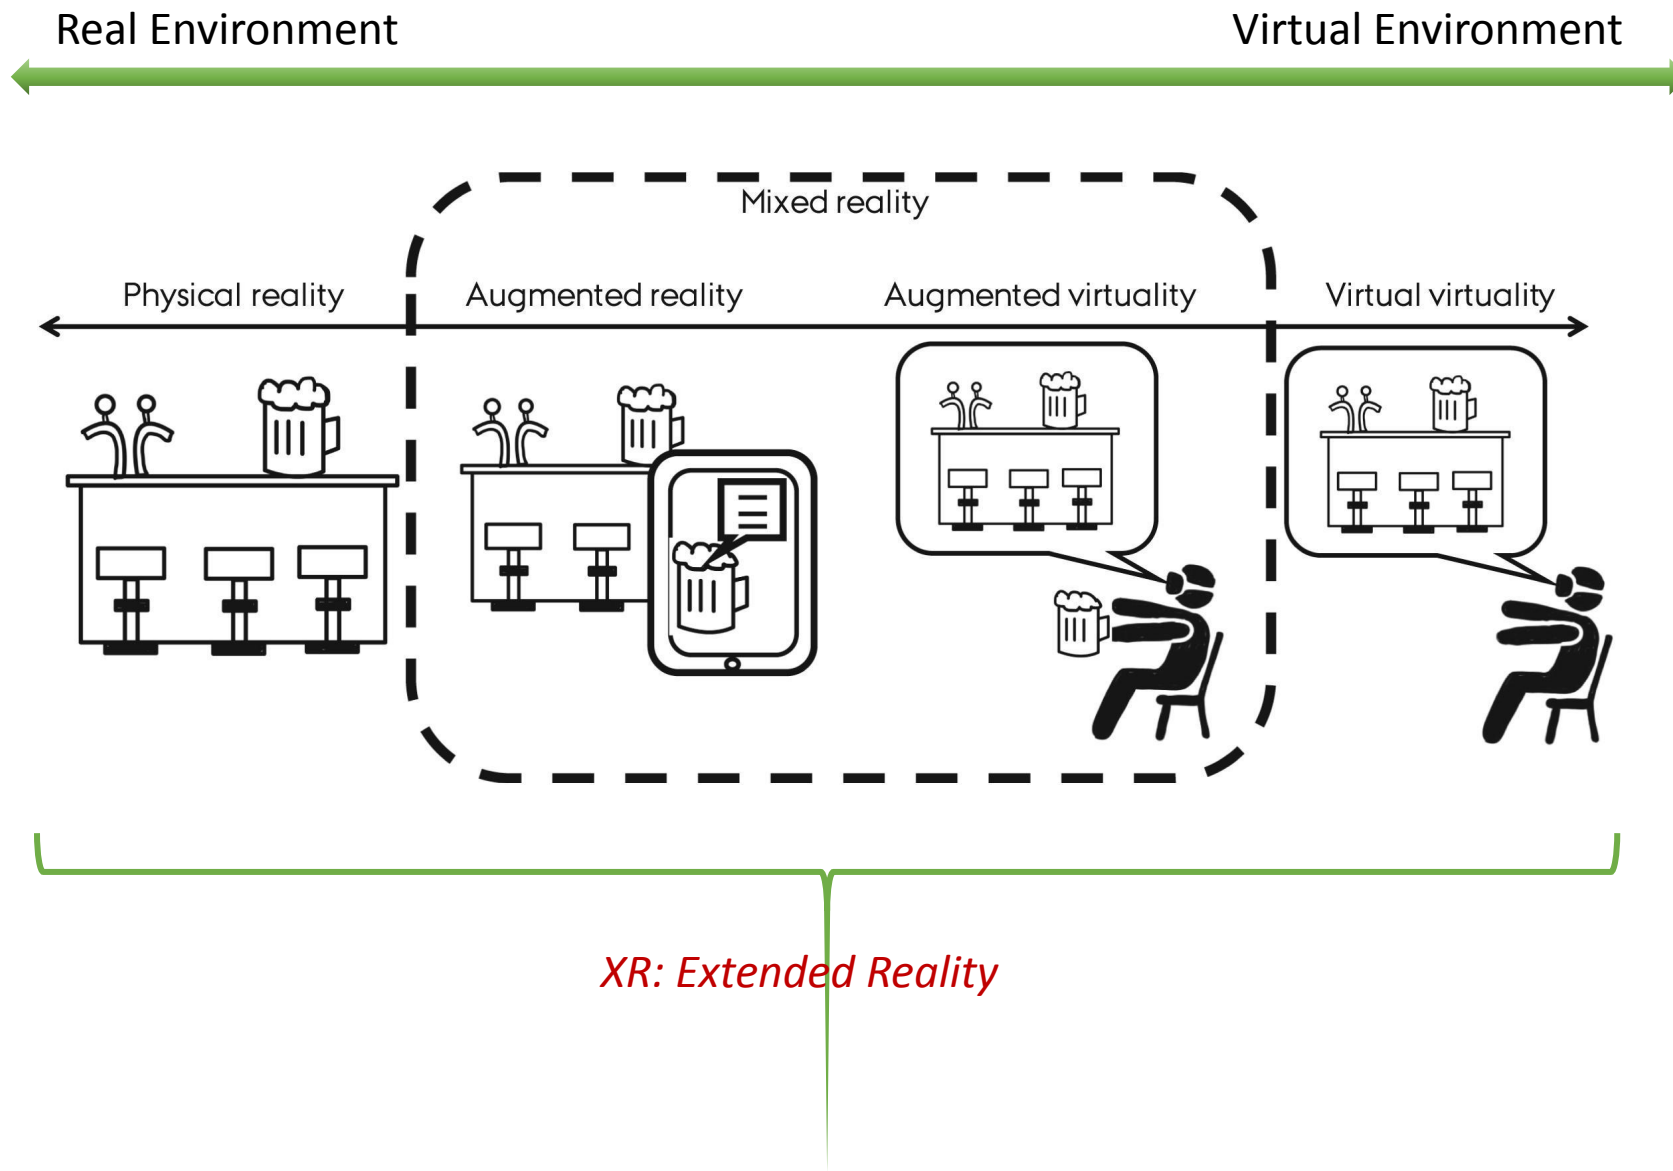 Real Environment
Virtual Environment
Mixed reality
Physical reality
Augmented reality
Augmented virtuality
Virtual virtuality
XR: Extended Reality